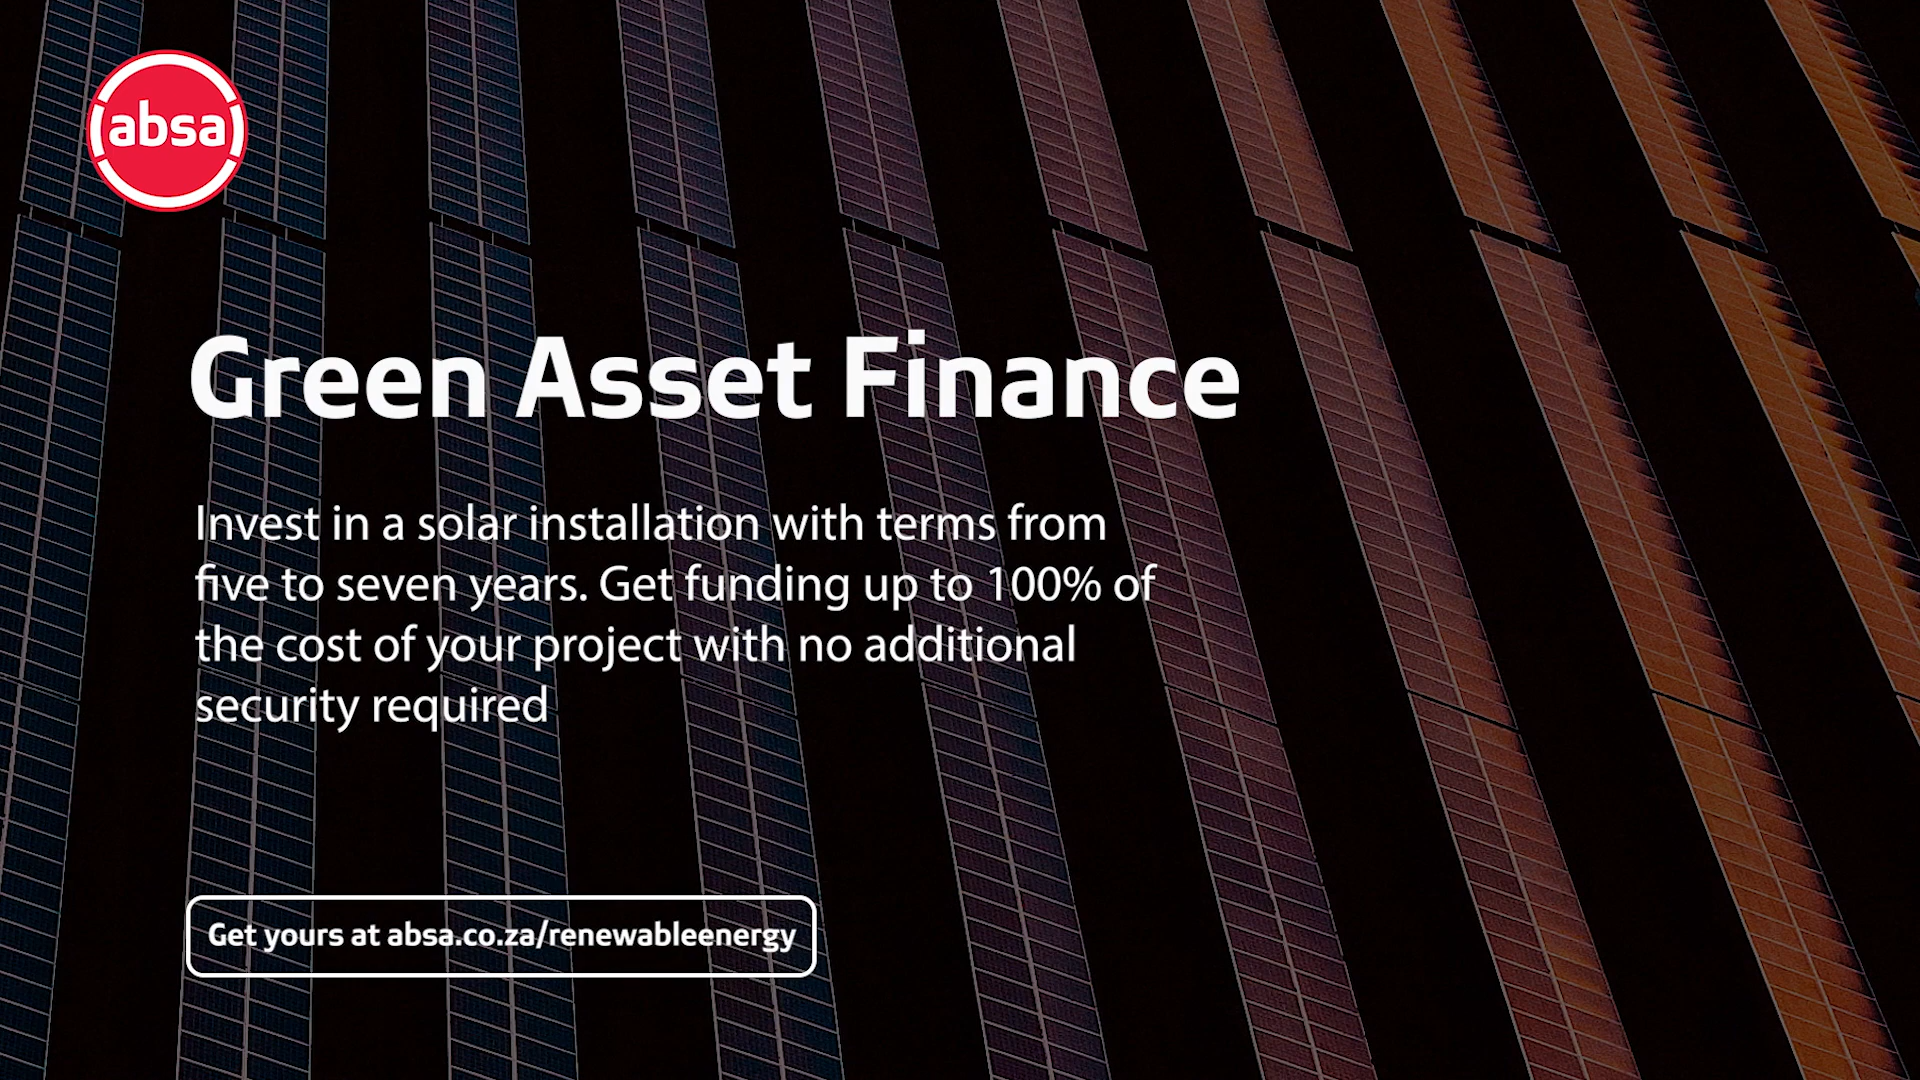 absa
Green Asset Finance
Invest in a solar installation with terms from
five to seven years. Get funding up to 100% of
the cost of your project with no additional
security required
Get yours at absa.co.za/renewableenergy